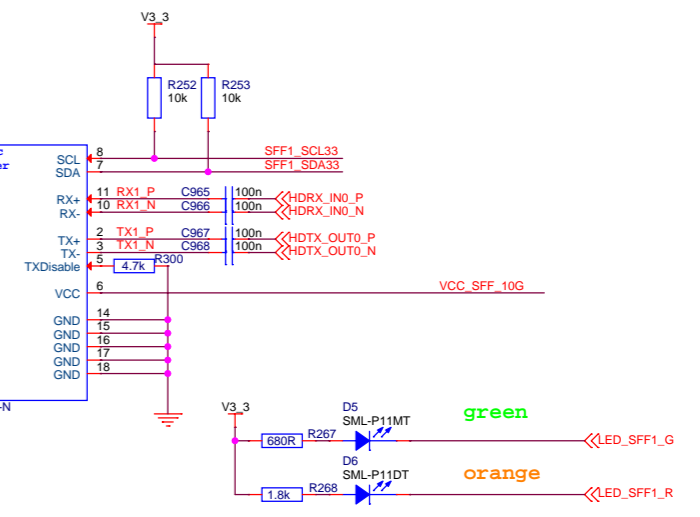 V3_3
R252 R253
10k 10k
SCL 8 SFF1_SCL33
SDA 7 SFF1_SDA33
RX+ 11 RX1_P C965 100n HDRX_IN0_P
RX- 10 RX1_N C966 100n HDRX_IN0_N
TX+ 2 TX1_P C967 100n HDTX_OUT0_P
TX- 3 TX1_N C968 100n HDTX_OUT0_N
TXDisable 5 4.7k R300
VCC 6 VCC_SFF_10G
GND 14
GND 15
GND 16
GND 17
GND 18
-N
V3_3
D5
SML-P11MT green
680R R267 LED_SFF1_G
D6
SML-P11DT orange
1.8k R268 LED_SFF1_R